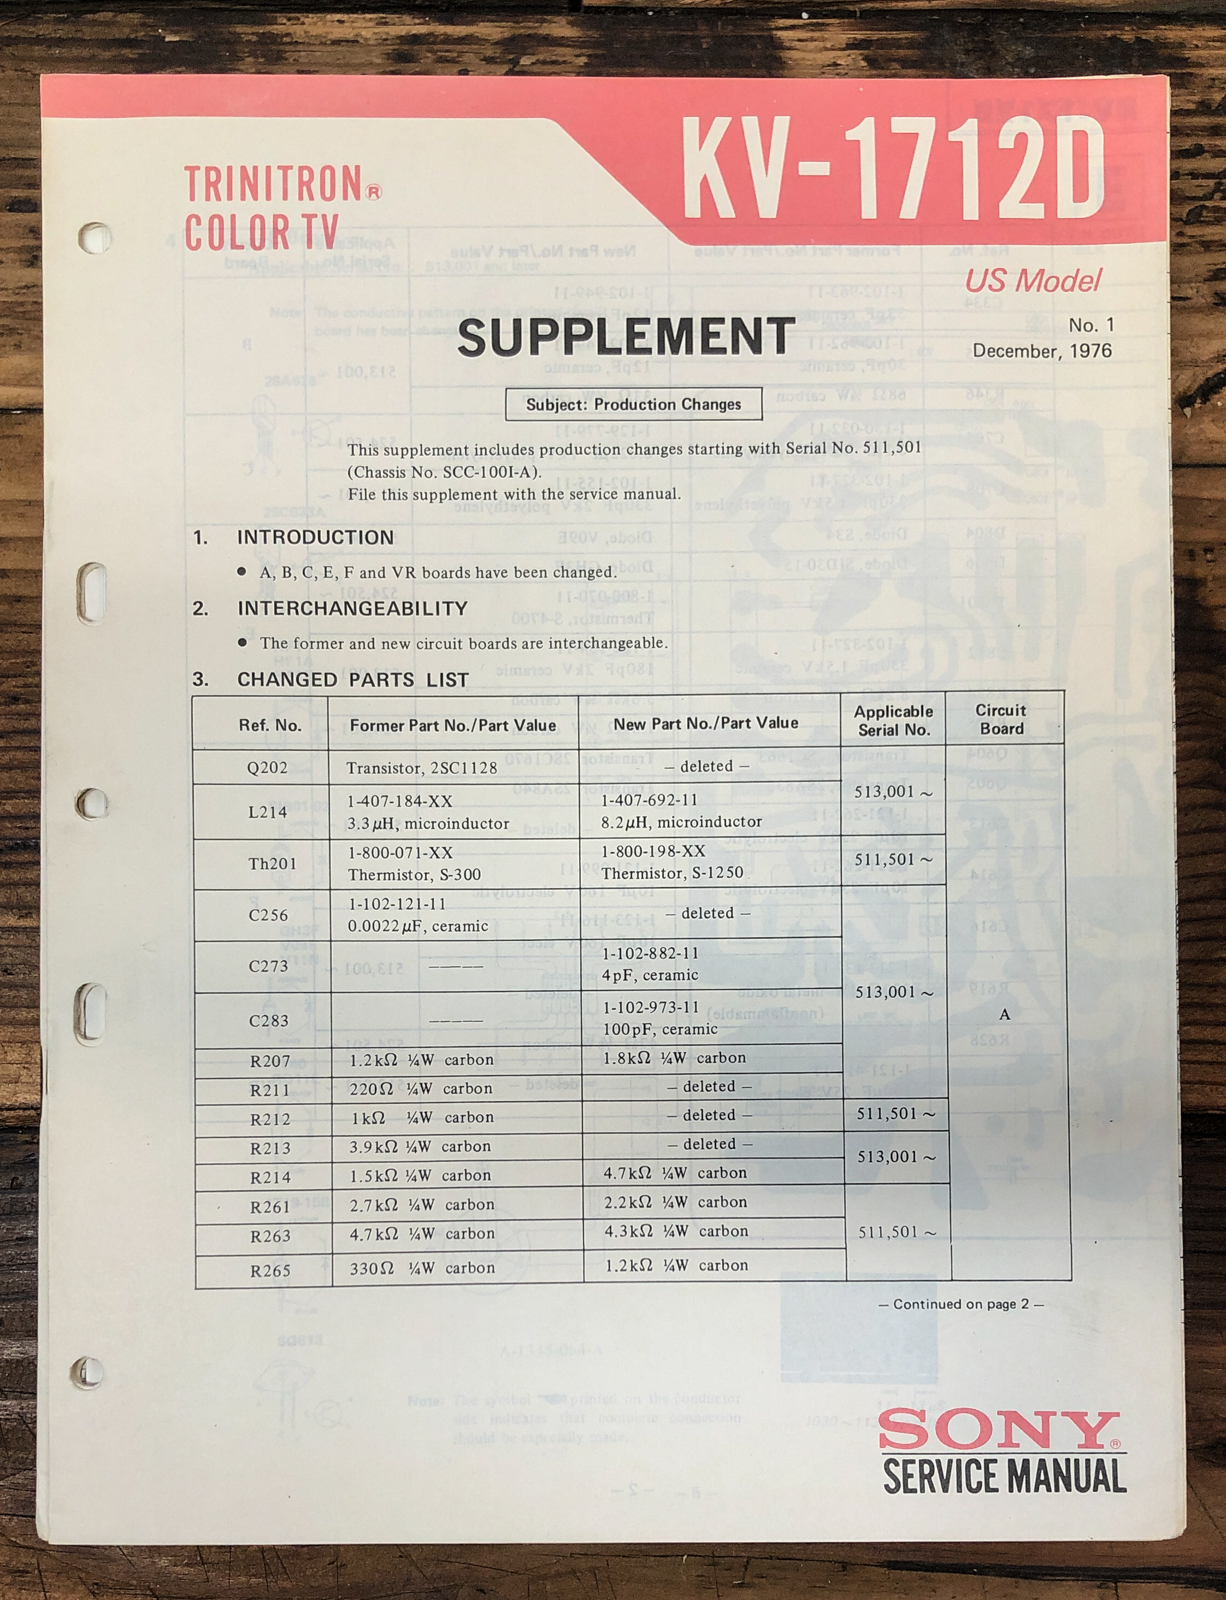 KV-1712D
TRINITRON®
COLOR TV
US Model
SUPPLEMENT
No. 1
December, 1976
Subject: Production Changes
This supplement includes production changes starting with Serial No. 511,501
(Chassis No. SCC-100I-A).
File this supplement with the service manual.
1. INTRODUCTION
● A, B, C, E, F and VR boards have been changed.
2. INTERCHANGEABILITY
● The former and new circuit boards are interchangeable.
3. CHANGED PARTS LIST
Ref. No. Former Part No./Part Value New Part No./Part Value Applicable Serial No. Circuit Board
Q202 Transistor, 2SC1128 — deleted —
513,001 ~
L214 1-407-184-XX 1-407-692-11
3.3µH, microinductor 8.2µH, microinductor
Th201 1-800-071-XX 1-800-198-XX 511,501 ~
Thermistor, S-300 Thermistor, S-1250
C256 1-102-121-11 — deleted —
0.0022µF, ceramic
C273 ———— 1-102-882-11
4pF, ceramic
513,001 ~
C283 ———— 1-102-973-11 A
100pF, ceramic
R207 1.2kΩ ¼W carbon 1.8kΩ ¼W carbon
R211 220Ω ¼W carbon — deleted —
R212 1kΩ ¼W carbon — deleted — 511,501 ~
R213 3.9kΩ ¼W carbon — deleted —
513,001 ~
R214 1.5kΩ ¼W carbon 4.7kΩ ¼W carbon
R261 2.7kΩ ¼W carbon 2.2kΩ ¼W carbon
R263 4.7kΩ ¼W carbon 4.3kΩ ¼W carbon 511,501 ~
R265 330Ω ¼W carbon 1.2kΩ ¼W carbon
— Continued on page 2 —
SONY®
SERVICE MANUAL